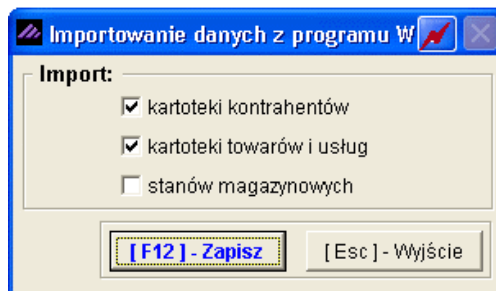 Importowanie danych z programu W
Import:
kartoteki kontrahentów
kartoteki towarów i usług
stanów magazynowych
[ F12 ] - Zapisz [ Esc ] - Wyjście